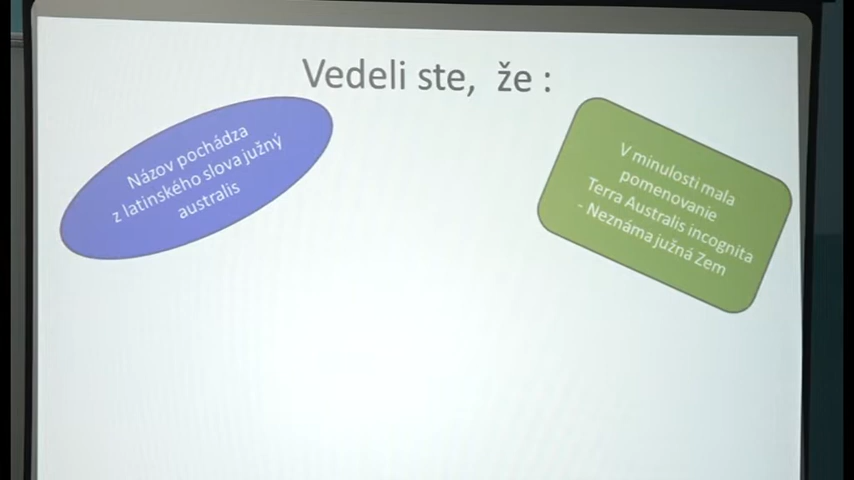 Vedeli ste, že :
Názov pochádza
z latinského slova južný
australis
V minulosti mala
pomenovanie
Terra Australis incognita
- Neznáma južná Zem